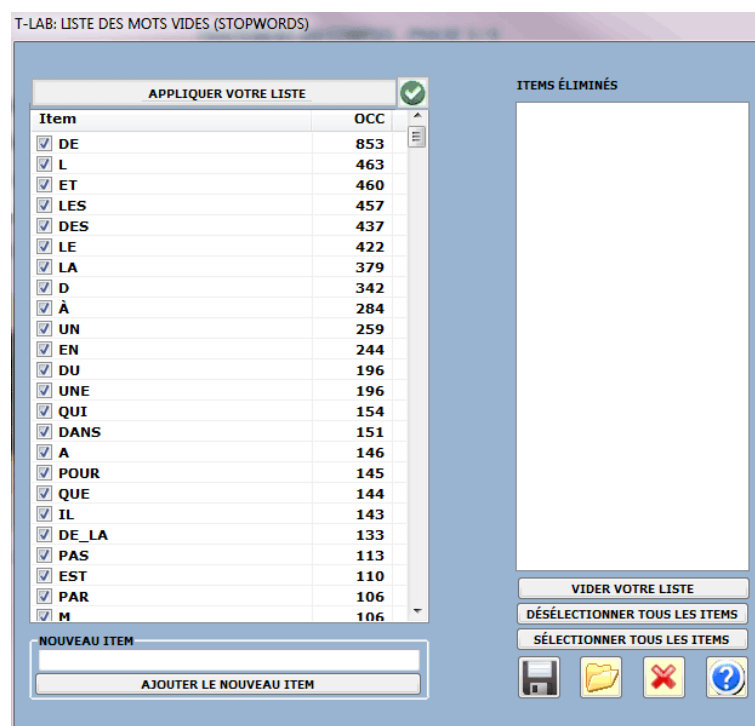 T-LAB: LISTE DES MOTS VIDES (STOPWORDS)
APPLIQUER VOTRE LISTE
Item OCC
DE 853
L 463
ET 460
LES 457
DES 437
LE 422
LA 379
D 342
À 284
UN 259
EN 244
DU 196
UNE 196
QUI 154
DANS 151
A 146
POUR 145
QUE 144
IL 143
DE_LA 133
PAS 113
EST 110
PAR 106
M 106
NOUVEAU ITEM
AJOUTER LE NOUVEAU ITEM
ITEMS ÉLIMINÉS
VIDER VOTRE LISTE
DÉSÉLECTIONNER TOUS LES ITEMS
SÉLECTIONNER TOUS LES ITEMS
?